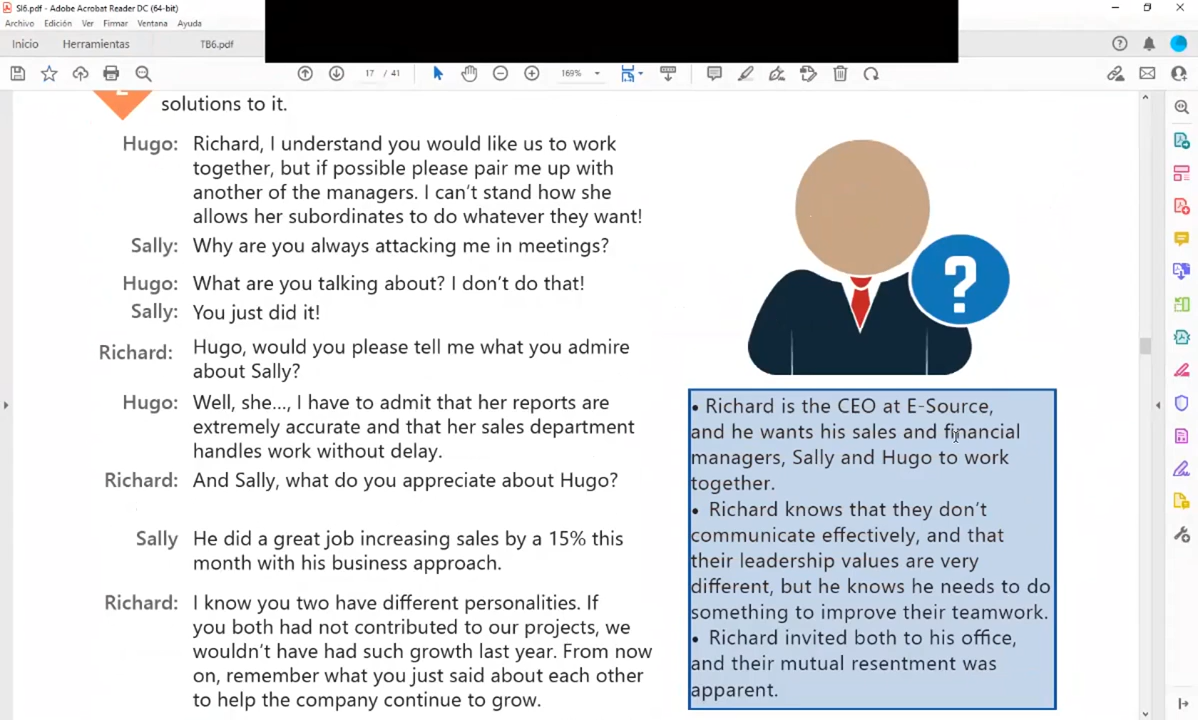 SI6.pdf - Adobe Acrobat Reader DC (64-bit)
Archivo Edición Ver Firmar Ventana Ayuda
Inicio Herramientas TB6.pdf
17 / 41 169%
solutions to it.
Hugo: Richard, I understand you would like us to work
together, but if possible please pair me up with
another of the managers. I can't stand how she
allows her subordinates to do whatever they want!
Sally: Why are you always attacking me in meetings?
Hugo: What are you talking about? I don't do that!
Sally: You just did it!
Richard: Hugo, would you please tell me what you admire
about Sally?
Hugo: Well, she..., I have to admit that her reports are
extremely accurate and that her sales department
handles work without delay.
Richard: And Sally, what do you appreciate about Hugo?
Sally He did a great job increasing sales by a 15% this
month with his business approach.
Richard: I know you two have different personalities. If
you both had not contributed to our projects, we
wouldn't have had such growth last year. From now
on, remember what you just said about each other
to help the company continue to grow.
?
• Richard is the CEO at E-Source,
and he wants his sales and financial
managers, Sally and Hugo to work
together.
• Richard knows that they don't
communicate effectively, and that
their leadership values are very
different, but he knows he needs to do
something to improve their teamwork.
• Richard invited both to his office,
and their mutual resentment was
apparent.